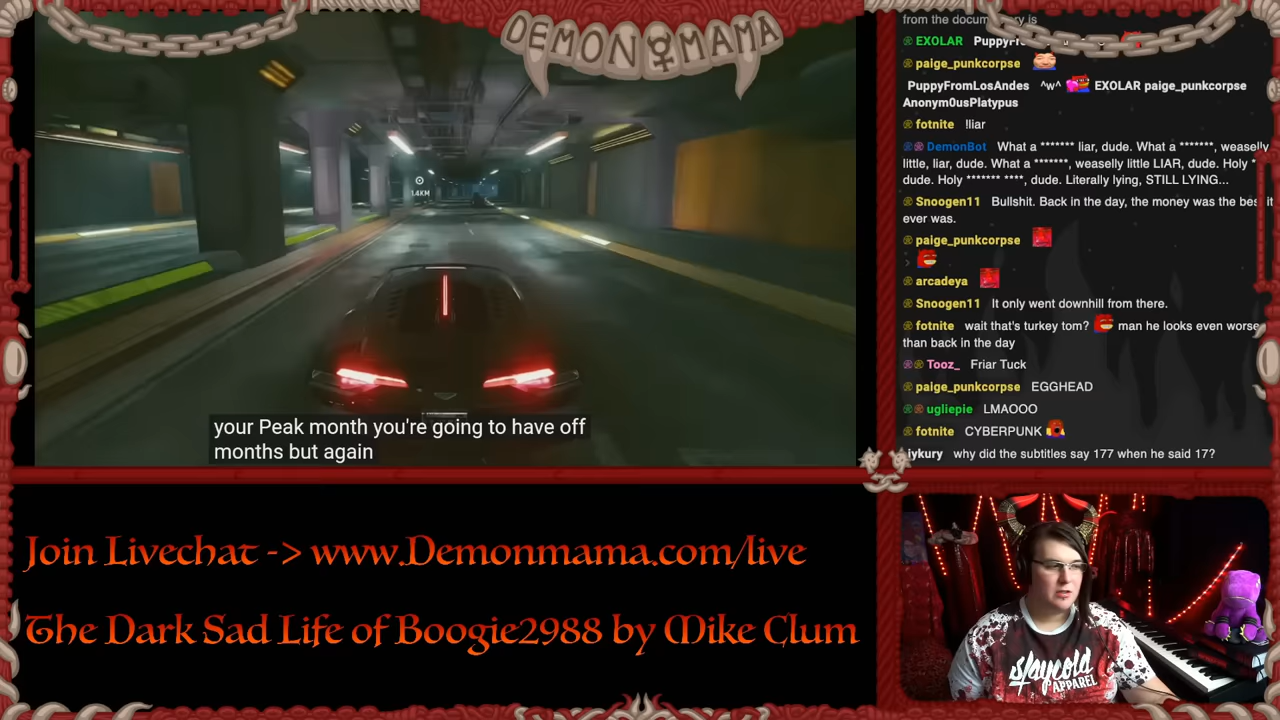 DEMON MAMA
1.4KM
your Peak month you're going to have off
months but again
from the documentary is
EXOLAR
paige_punkcorpse
PuppyFromLosAndes ^w^ EXOLAR paige_punkcorpse
Anonym0usPlatypus
fotnite !liar
DemonBot What a ******* liar, dude. What a *******, weaselly
little, liar, dude. What a *******, weaselly little LIAR, dude. Holy *
dude. Holy ******* ****, dude. Literally lying, STILL LYING...
Snoogen11 Bullshit. Back in the day, the money was the best it
ever was.
paige_punkcorpse
arcadeya
Snoogen11 It only went downhill from there.
fotnite wait that's turkey tom? man he looks even worse
than back in the day
Tooz_ Friar Tuck
paige_punkcorpse EGGHEAD
ugliepie LMAOOO
fotnite CYBERPUNK
why did the subtitles say 177 when he said 17?
Join Livechat -> www.Demonmama.com/live
The Dark Sad Life of Boogie2988 by Mike Clum
staycold
APPAREL